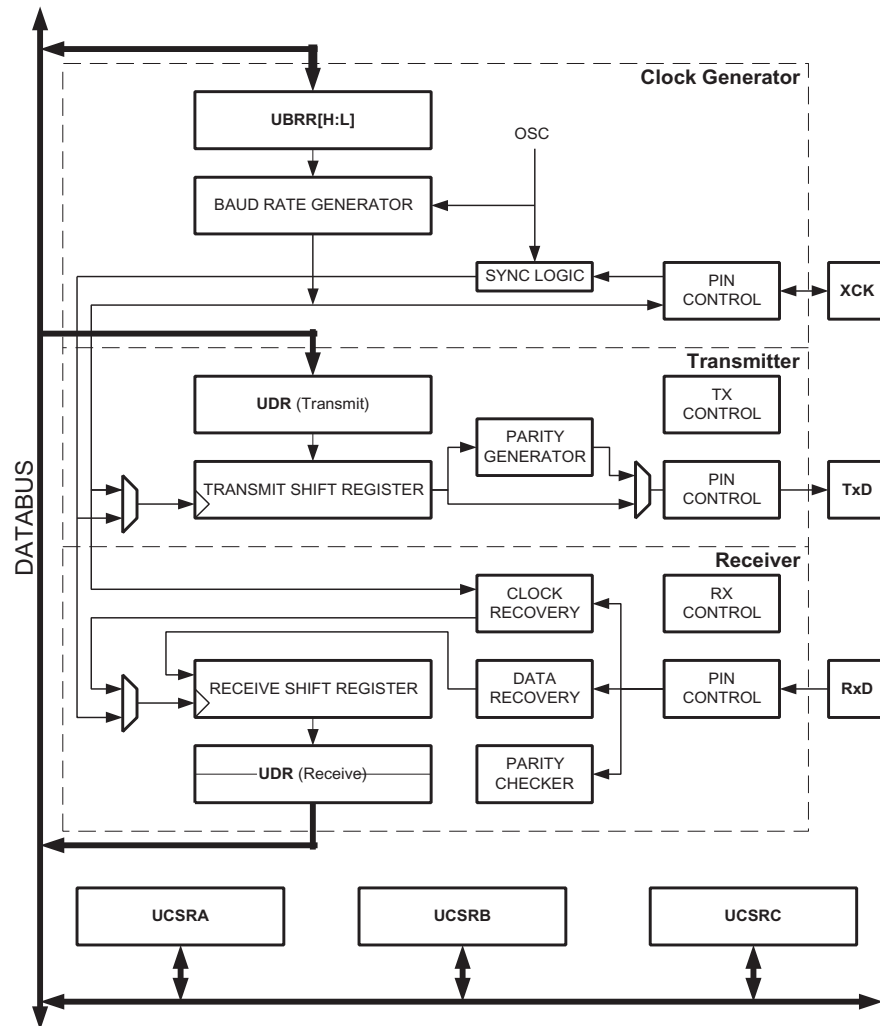 Clock Generator
UBRR[H:L]
OSC
BAUD RATE GENERATOR
SYNC LOGIC
PIN
CONTROL
XCK
Transmitter
UDR (Transmit)
TX
CONTROL
PARITY
GENERATOR
TRANSMIT SHIFT REGISTER
PIN
CONTROL
TxD
DATABUS
Receiver
CLOCK
RECOVERY
RX
CONTROL
RECEIVE SHIFT REGISTER
DATA
RECOVERY
PIN
CONTROL
RxD
UDR (Receive)
PARITY
CHECKER
UCSRA
UCSRB
UCSRC